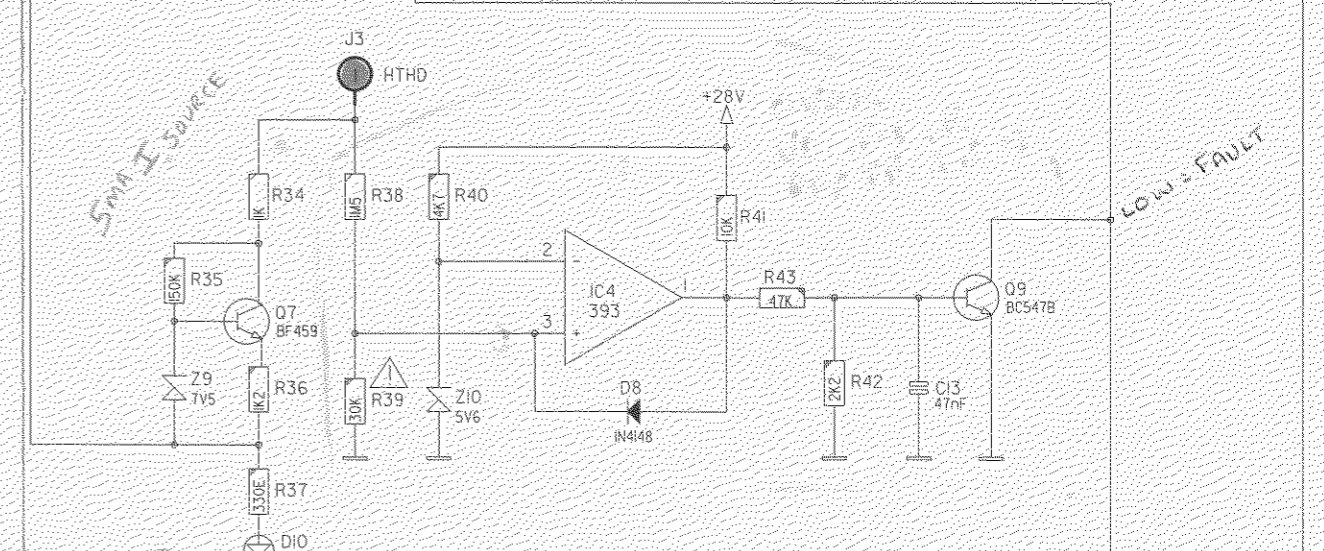 J3
HTHD
5MA I SOURCE
+28V
LOW = FAULT
R34
1K
R38
1M5
R40
4K7
R41
10K
R35
150K
2
-
IC4
393
1
3
+
R43
47K
Q9
BC547B
Q7
BF459
Z9
7V5
R36
1K2
!
R39
30K
Z10
5V6
D8
1N4148
R42
2K2
C13
47nF
R37
330E
D10